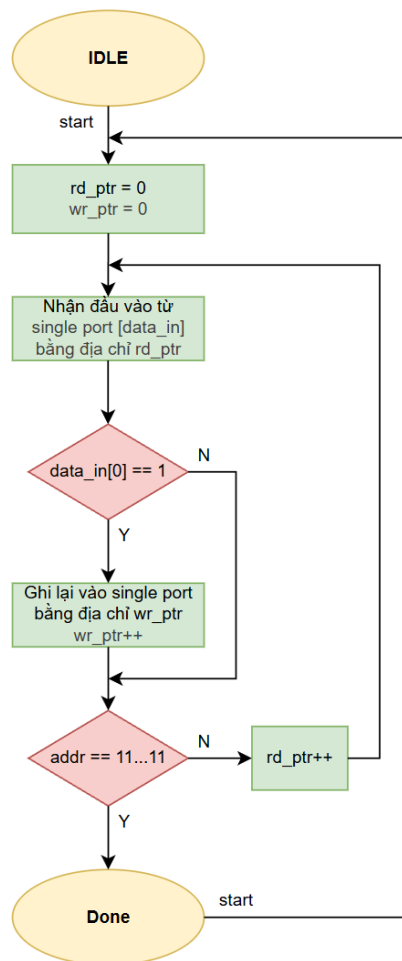 IDLE
start
rd_ptr = 0
wr_ptr = 0
Nhận đầu vào từ
single port [data_in]
bằng địa chỉ rd_ptr
data_in[0] == 1
N
Y
Ghi lại vào single port
bằng địa chỉ wr_ptr
wr_ptr++
addr == 11...11
N
rd_ptr++
Y
Done
start